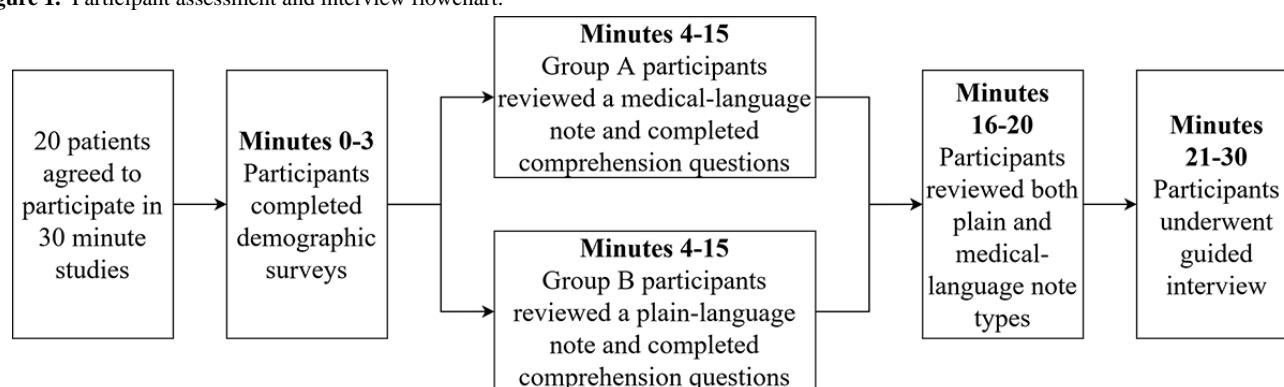 Figure 1. Participant assessment and interview flowchart.
20 patients
agreed to
participate in
30 minute
studies
Minutes 0-3
Participants
completed
demographic
surveys
Minutes 4-15
Group A participants
reviewed a medical-language
note and completed
comprehension questions
Minutes 4-15
Group B participants
reviewed a plain-language
note and completed
comprehension questions
Minutes
16-20
Participants
reviewed both
plain and
medical-
language note
types
Minutes
21-30
Participants
underwent
guided
interview